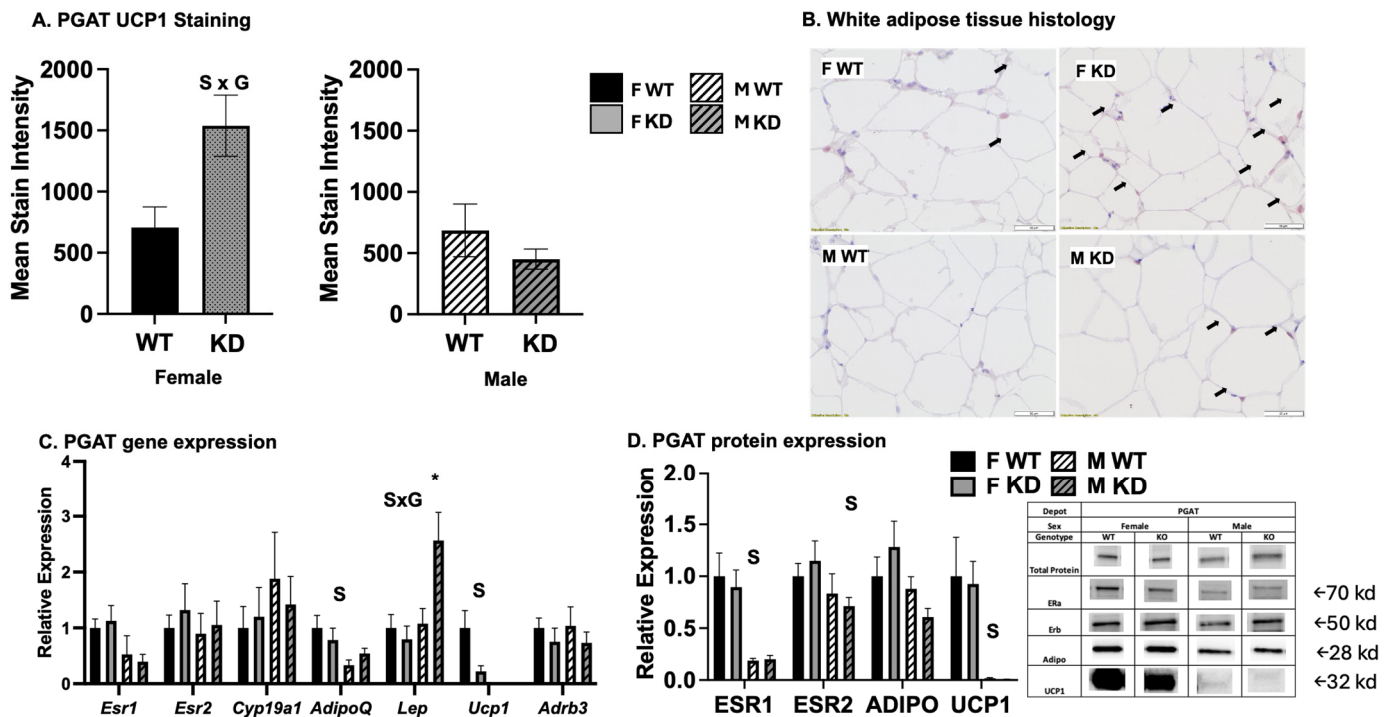 A. PGAT UCP1 Staining
Mean Stain Intensity
2000
1500
1000
500
0
S x G
WT
KD
Female
Mean Stain Intensity
2000
1500
1000
500
0
WT
KD
Male
F WT
M WT
F KD
M KD
B. White adipose tissue histology
F WT
F KD
M WT
M KD
C. PGAT gene expression
Relative Expression
4
3
2
1
0
S
SxG
*
S
Esr1
Esr2
Cyp19a1
AdipoQ
Lep
Ucp1
Adrb3
D. PGAT protein expression
Relative Expression
2.0
1.5
1.0
0.5
0.0
S
S
S
ESR1
ESR2
ADIPO
UCP1
F WT
M WT
F KD
M KD
Depot PGAT
Sex Female Male
Genotype WT KO WT KO
Total Protein
ERa
←70 kd
Erb
←50 kd
Adipo
←28 kd
UCP1
←32 kd